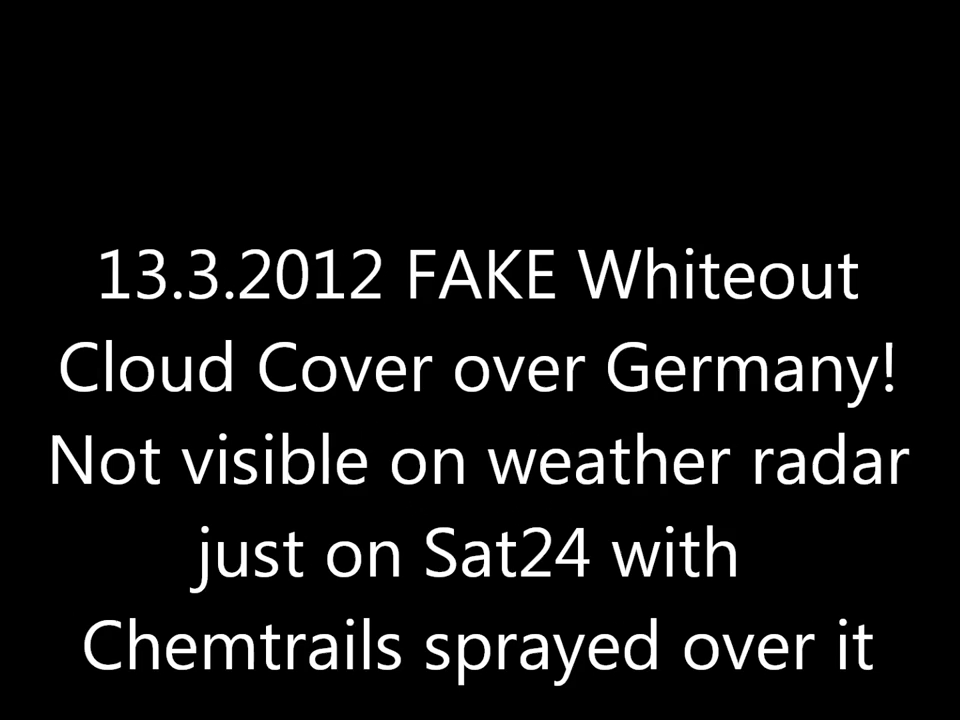 13.3.2012 FAKE Whiteout
Cloud Cover over Germany!
Not visible on weather radar
just on Sat24 with
Chemtrails sprayed over it